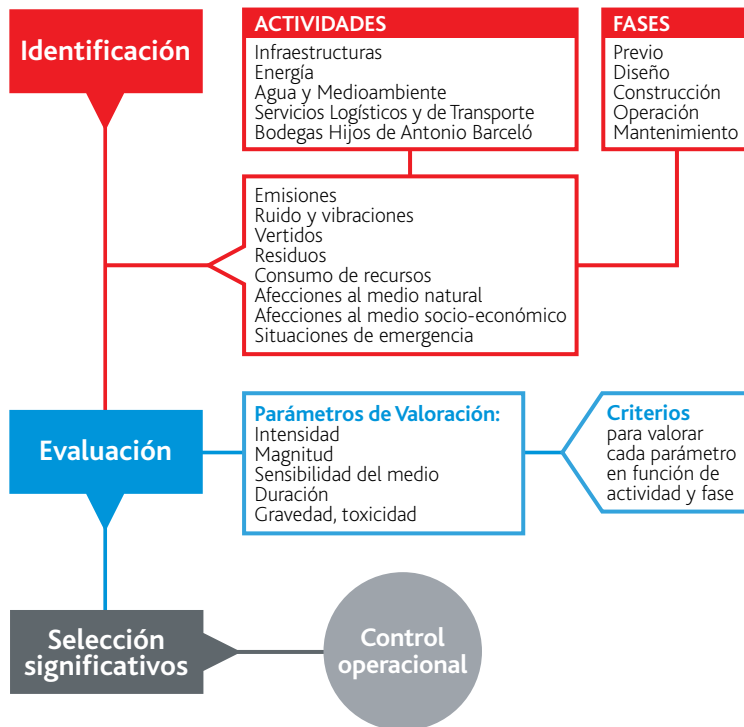 Identificación
ACTIVIDADES
Infraestructuras
Energía
Agua y Medioambiente
Servicios Logísticos y de Transporte
Bodegas Hijos de Antonio Barceló
FASES
Previo
Diseño
Construcción
Operación
Mantenimiento
Emisiones
Ruido y vibraciones
Vertidos
Residuos
Consumo de recursos
Afecciones al medio natural
Afecciones al medio socio-económico
Situaciones de emergencia
Evaluación
Parámetros de Valoración:
Intensidad
Magnitud
Sensibilidad del medio
Duración
Gravedad, toxicidad
Criterios
para valorar
cada parámetro
en función de
actividad y fase
Selección
significativos
Control
operacional